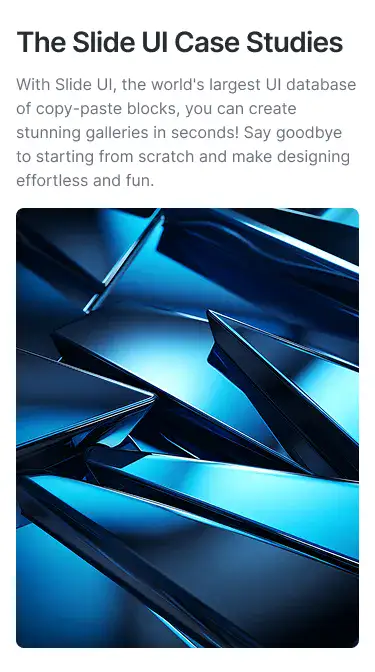 The Slide UI Case Studies
With Slide UI, the world's largest UI database
of copy-paste blocks, you can create
stunning galleries in seconds! Say goodbye
to starting from scratch and make designing
effortless and fun.